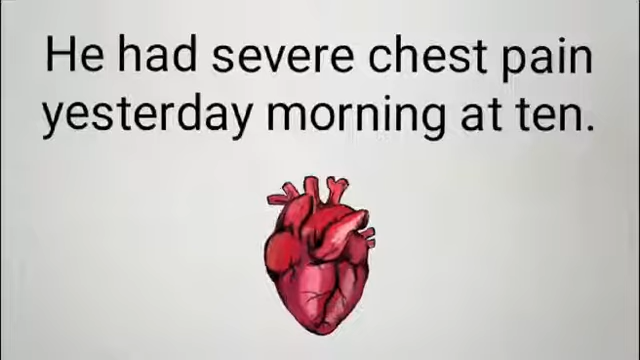 He had severe chest pain
yesterday morning at ten.